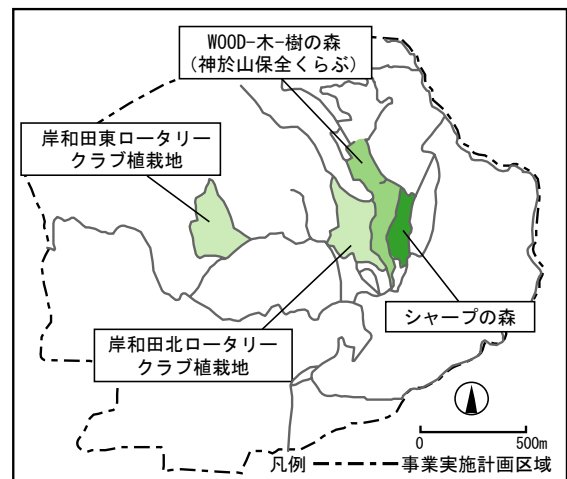 WOOD-木-樹の森
(神於山保全くらぶ)
岸和田東ロータリー
クラブ植栽地
シャープの森
岸和田北ロータリー
クラブ植栽地
0 500m
凡例 事業実施計画区域